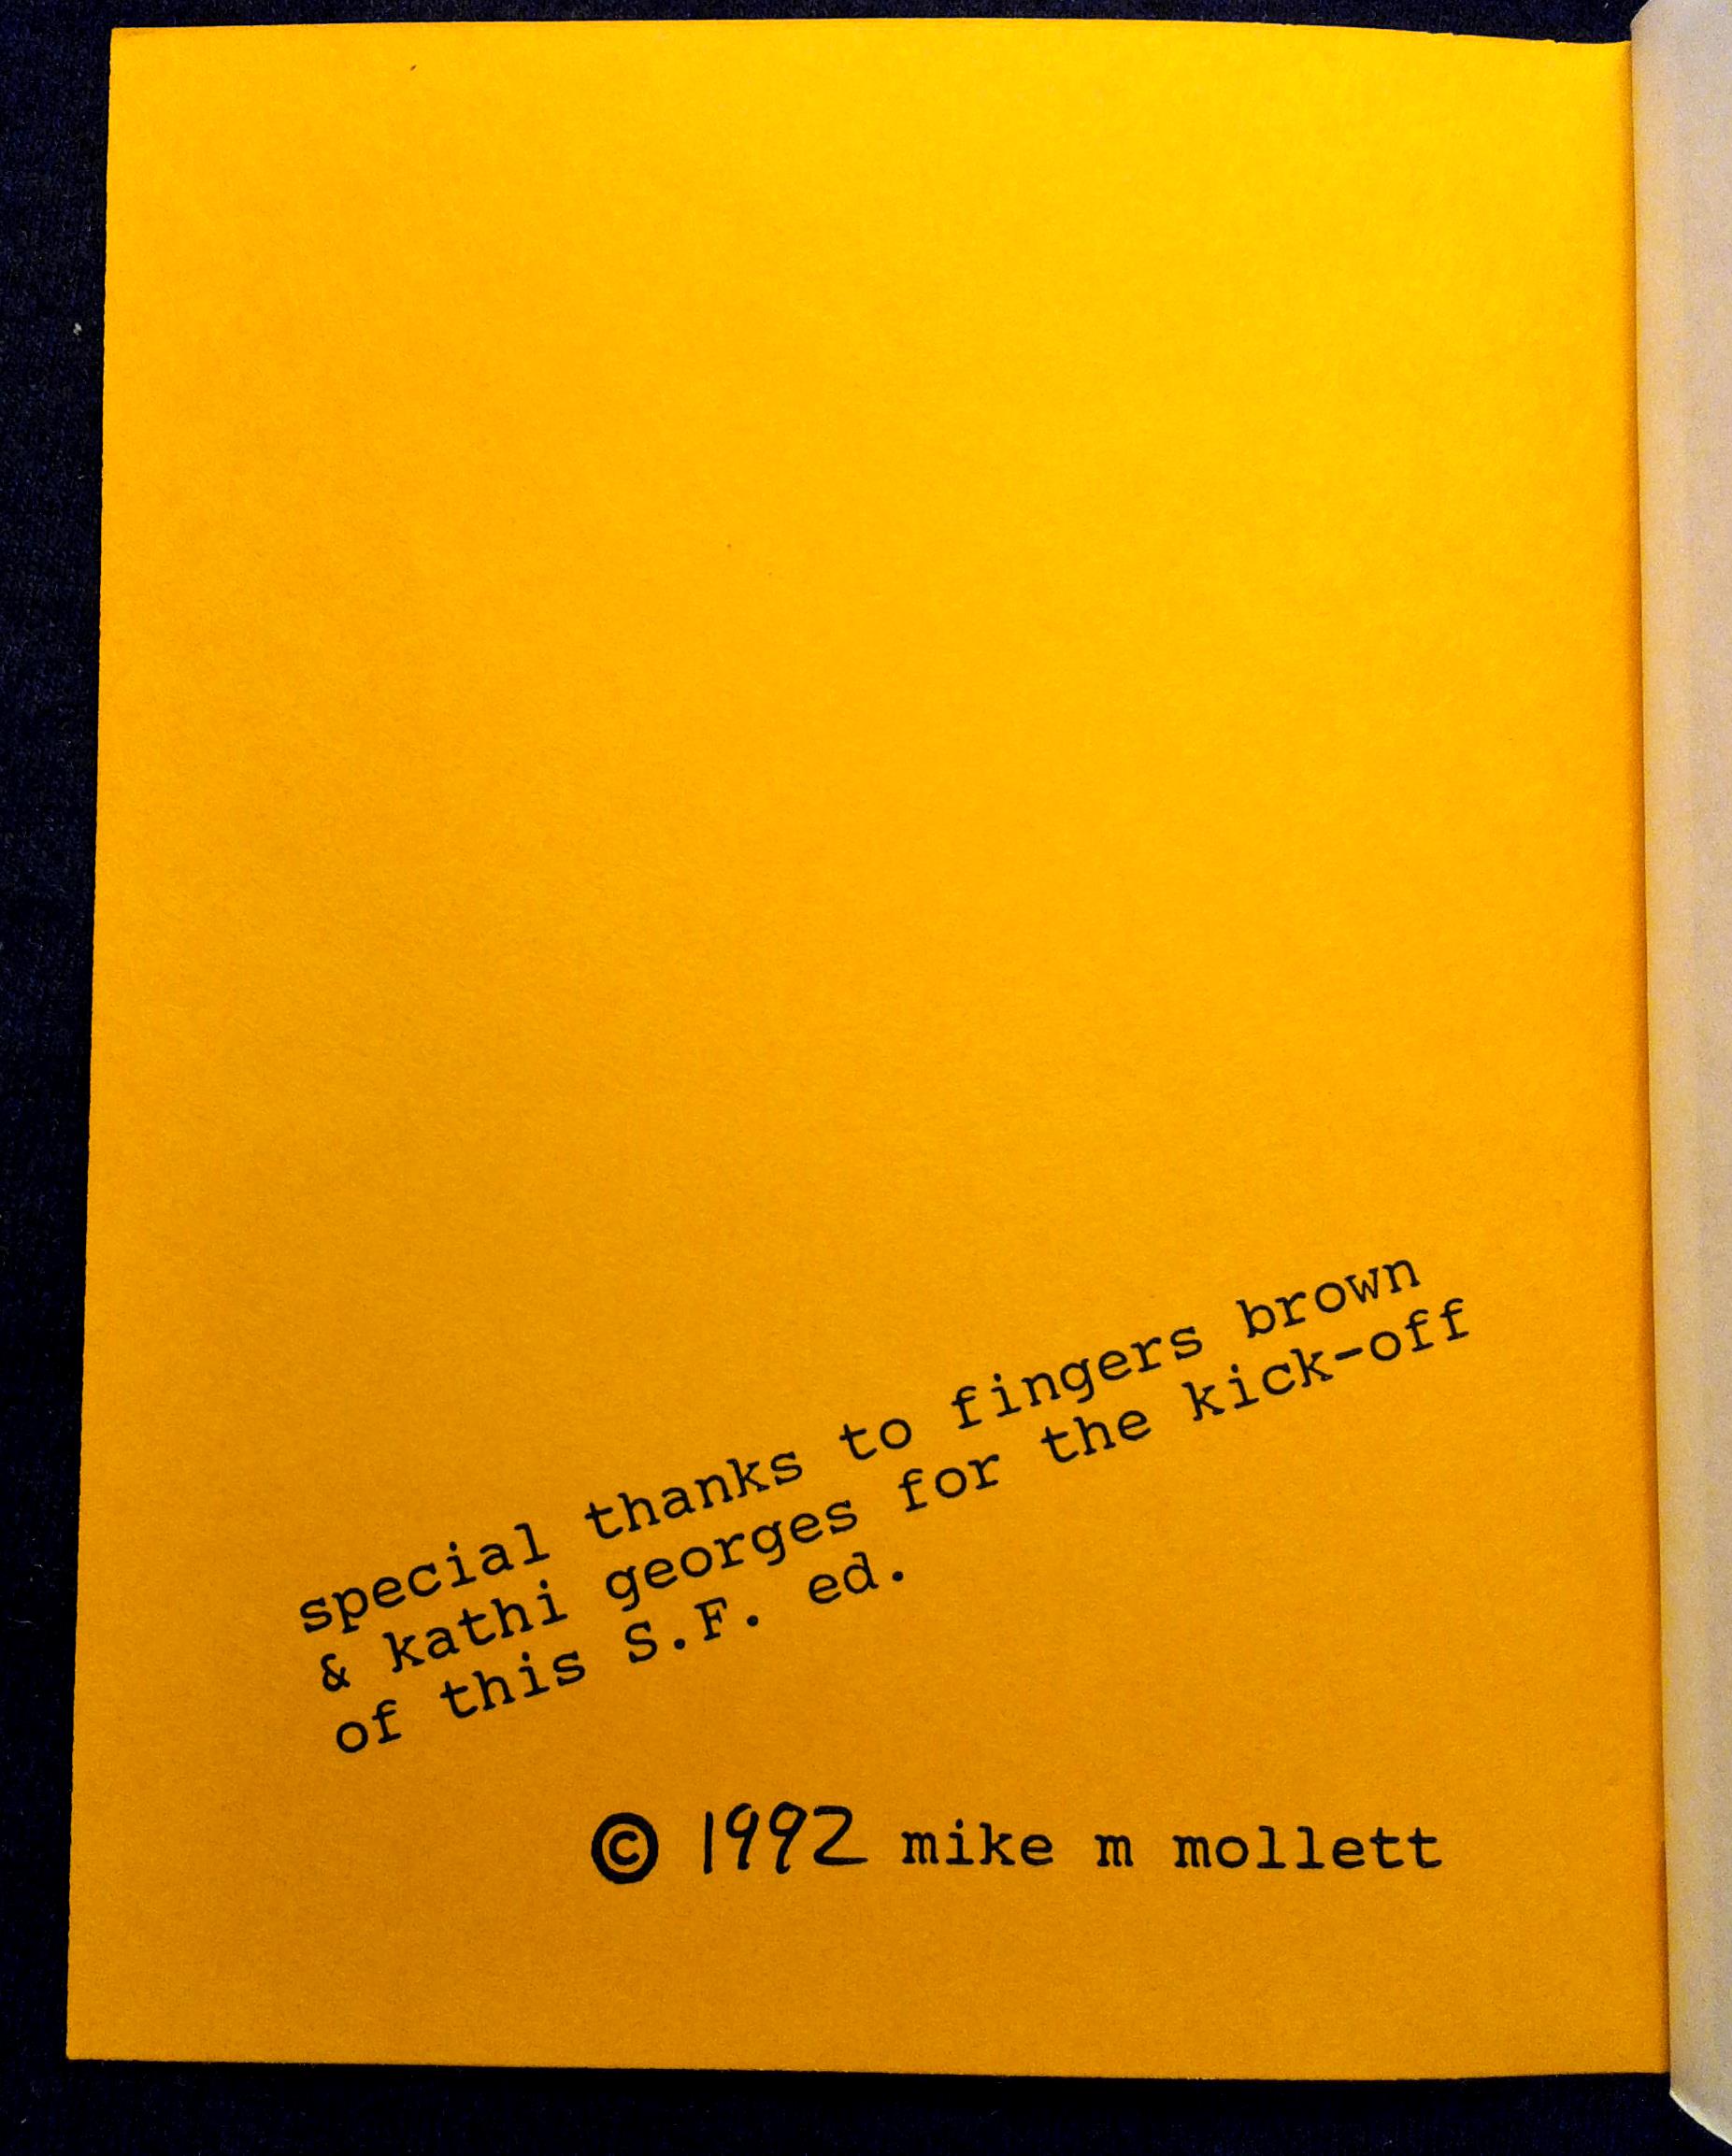 special thanks to fingers brown
& kathi georges for the kick-off
of this S.F. ed.
© 1992 mike m mollett